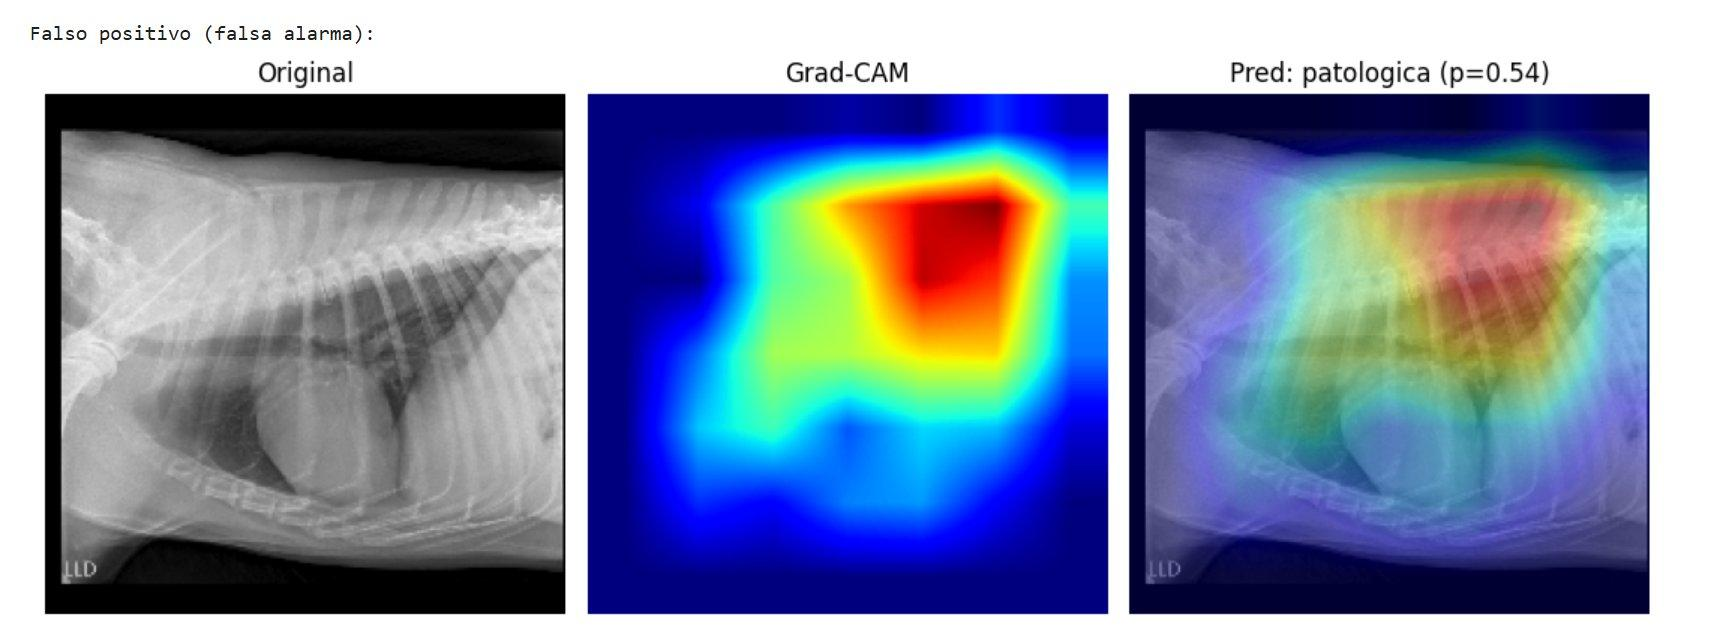 Falso positivo (falsa alarma):
Original
Grad-CAM
Pred: patologica (p=0.54)
LLD
LLD